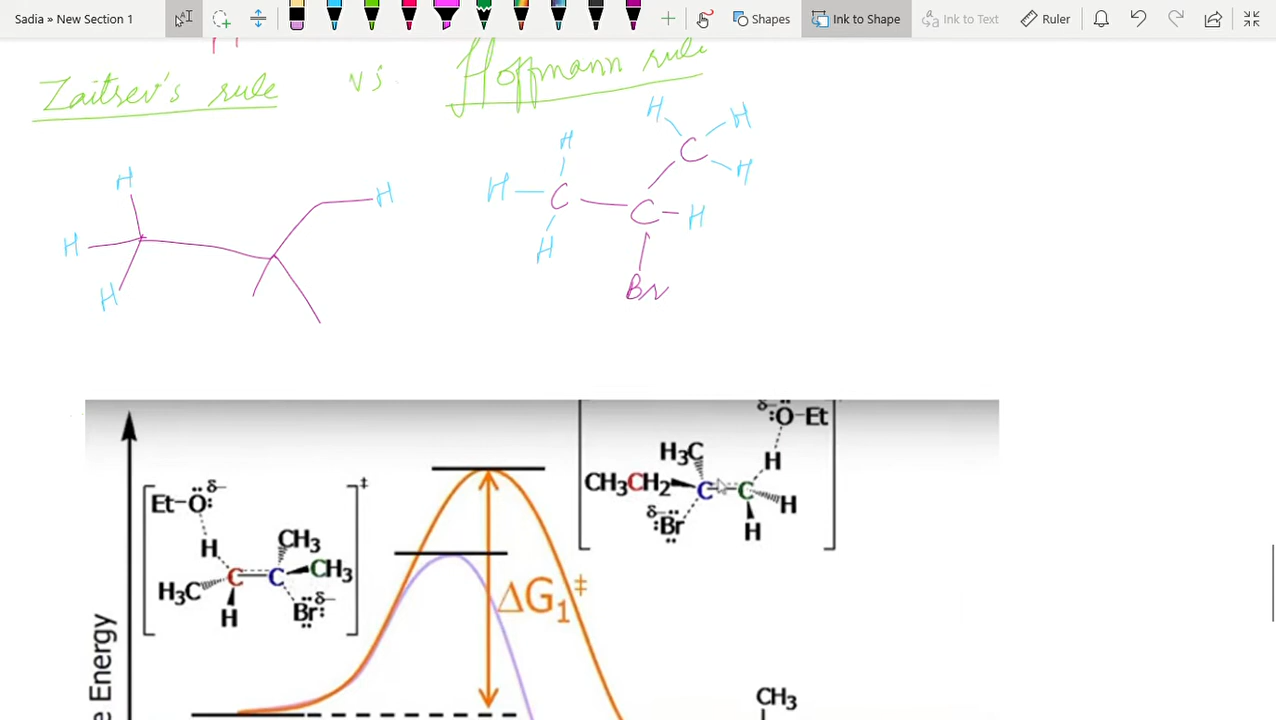 Sadia » New Section 1
Shapes
Ink to Shape
Ink to Text
Ruler
Zaitsev's rule vs. Hoffmann rule
H H
H H
H C H
H H C C H
H
H H
Br
δ-
:Ö-Et
H3C H
CH3CH2 C C H
δ- :Br H
δ- ‡
Et-Ö:
H CH3
C C CH3
H3C
H Br: δ-
ΔG1‡
e Energy
CH3